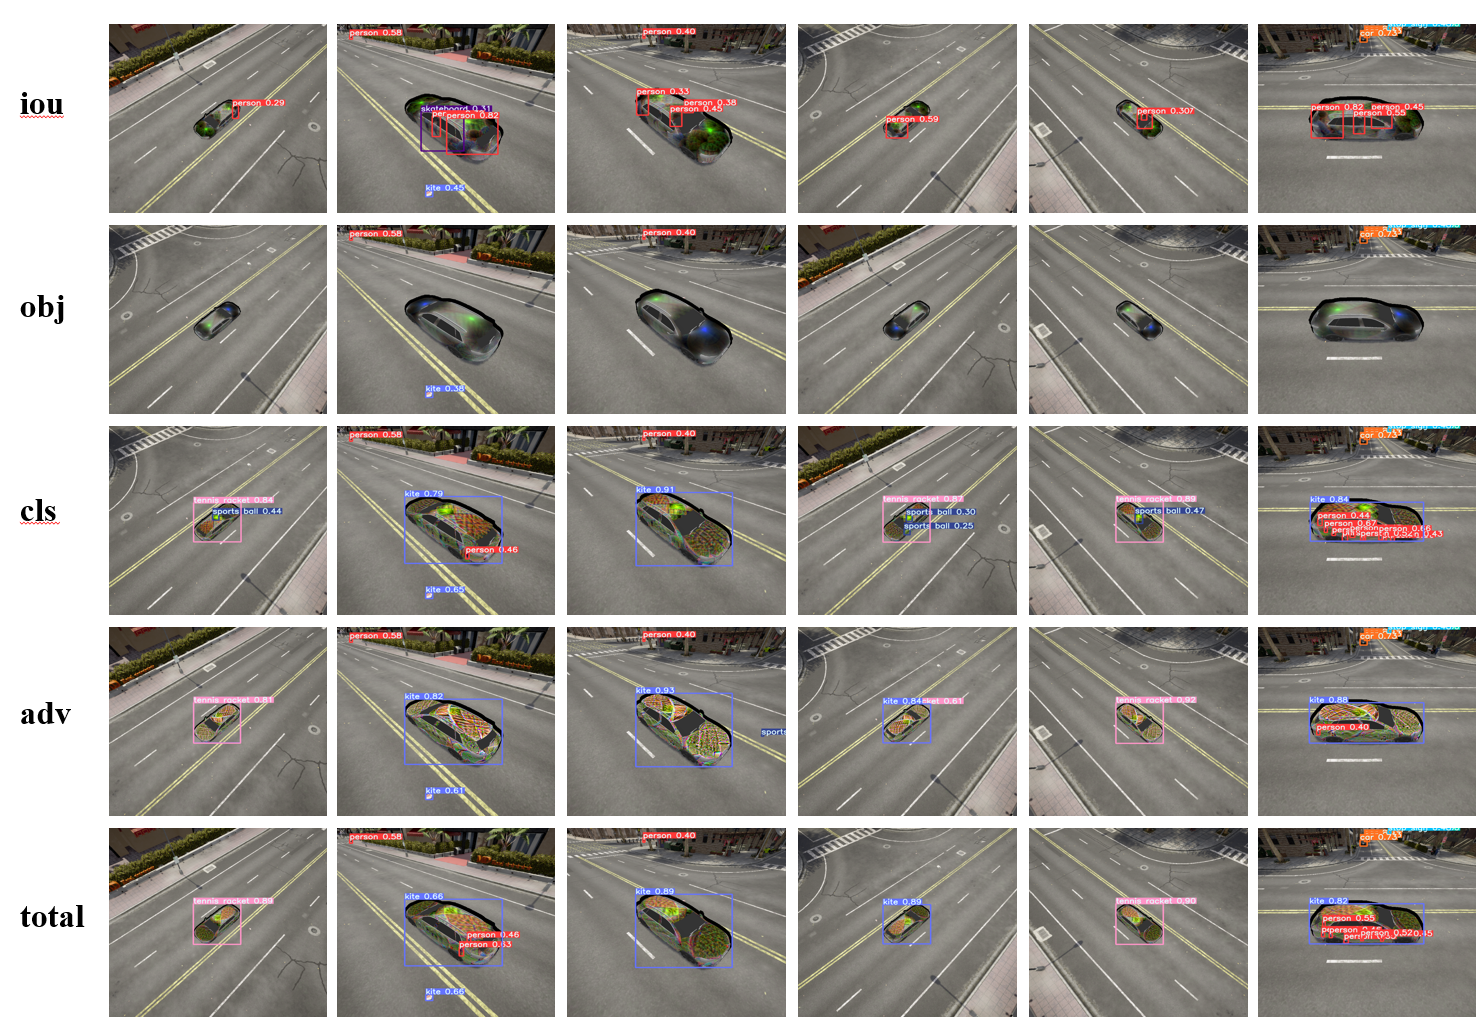 iou
person 0.29
person 0.58
skateboard 0.31
person 0.82
kite 0.45
person 0.40
person 0.33
person 0.38
0.45
person 0.59
person 0.30?
car 0.73
person 0.82
0.45
0.55
obj
person 0.58
kite 0.38
person 0.40
car 0.73
cls
tennis racket 0.84
sports ball 0.44
person 0.58
kite 0.79
person 0.46
kite 0.65
person 0.40
kite 0.91
tennis racket 0.87
sports ball 0.30
sports ball 0.25
tennis racket 0.89
sports ball 0.47
car 0.73
kite 0.84
person 0.44
0.67
adv
tennis racket 0.81
person 0.58
kite 0.82
kite 0.61
person 0.40
kite 0.93
sports
kite 0.84
0.61
tennis racket 0.92
car 0.73
kite 0.88
person 0.40
total
tennis racket 0.89
person 0.58
kite 0.66
person 0.46
kite 0.66
person 0.40
kite 0.89
kite 0.89
tennis racket 0.90
car 0.73
kite 0.82
person 0.55
person 0.52